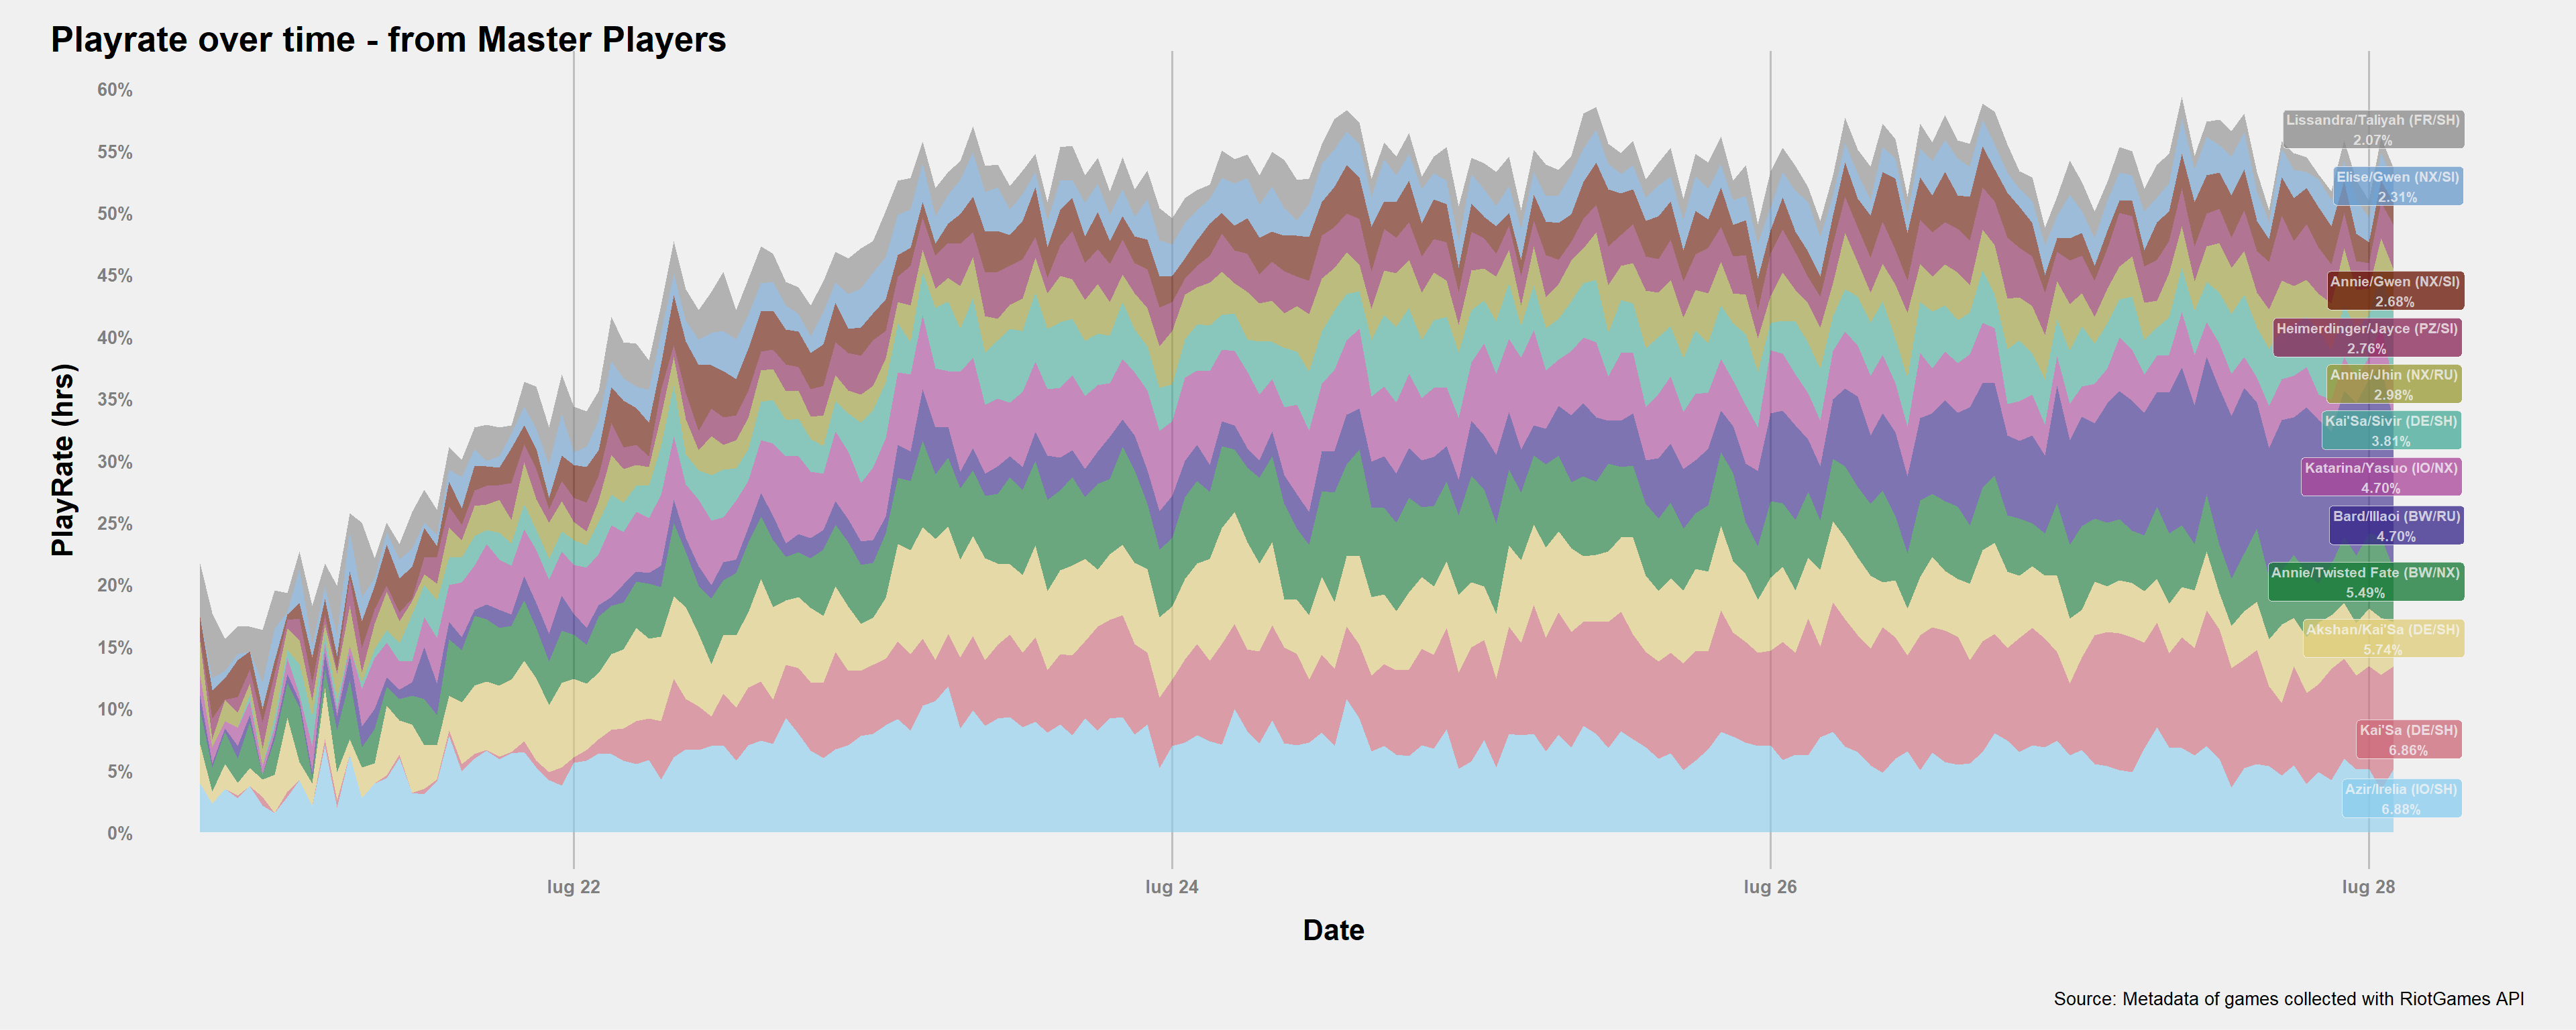 Playrate over time - from Master Players
PlayRate (hrs)
60%
55%
50%
45%
40%
35%
30%
25%
20%
15%
10%
5%
0%
Lissandra/Taliyah (FR/SH)
2.07%
Elise/Gwen (NX/SI)
2.31%
Annie/Gwen (NX/SI)
2.68%
Heimerdinger/Jayce (PZ/SI)
2.76%
Annie/Jhin (NX/RU)
2.98%
Kai'Sa/Sivir (DE/SH)
3.81%
Katarina/Yasuo (IO/NX)
4.70%
Bard/Illaoi (BW/RU)
4.70%
Annie/Twisted Fate (BW/NX)
5.49%
Akshan/Kai'Sa (DE/SH)
5.74%
Kai'Sa (DE/SH)
6.86%
Azir/Irelia (IO/SH)
6.88%
lug 22
lug 24
lug 26
lug 28
Date
Source: Metadata of games collected with RiotGames API